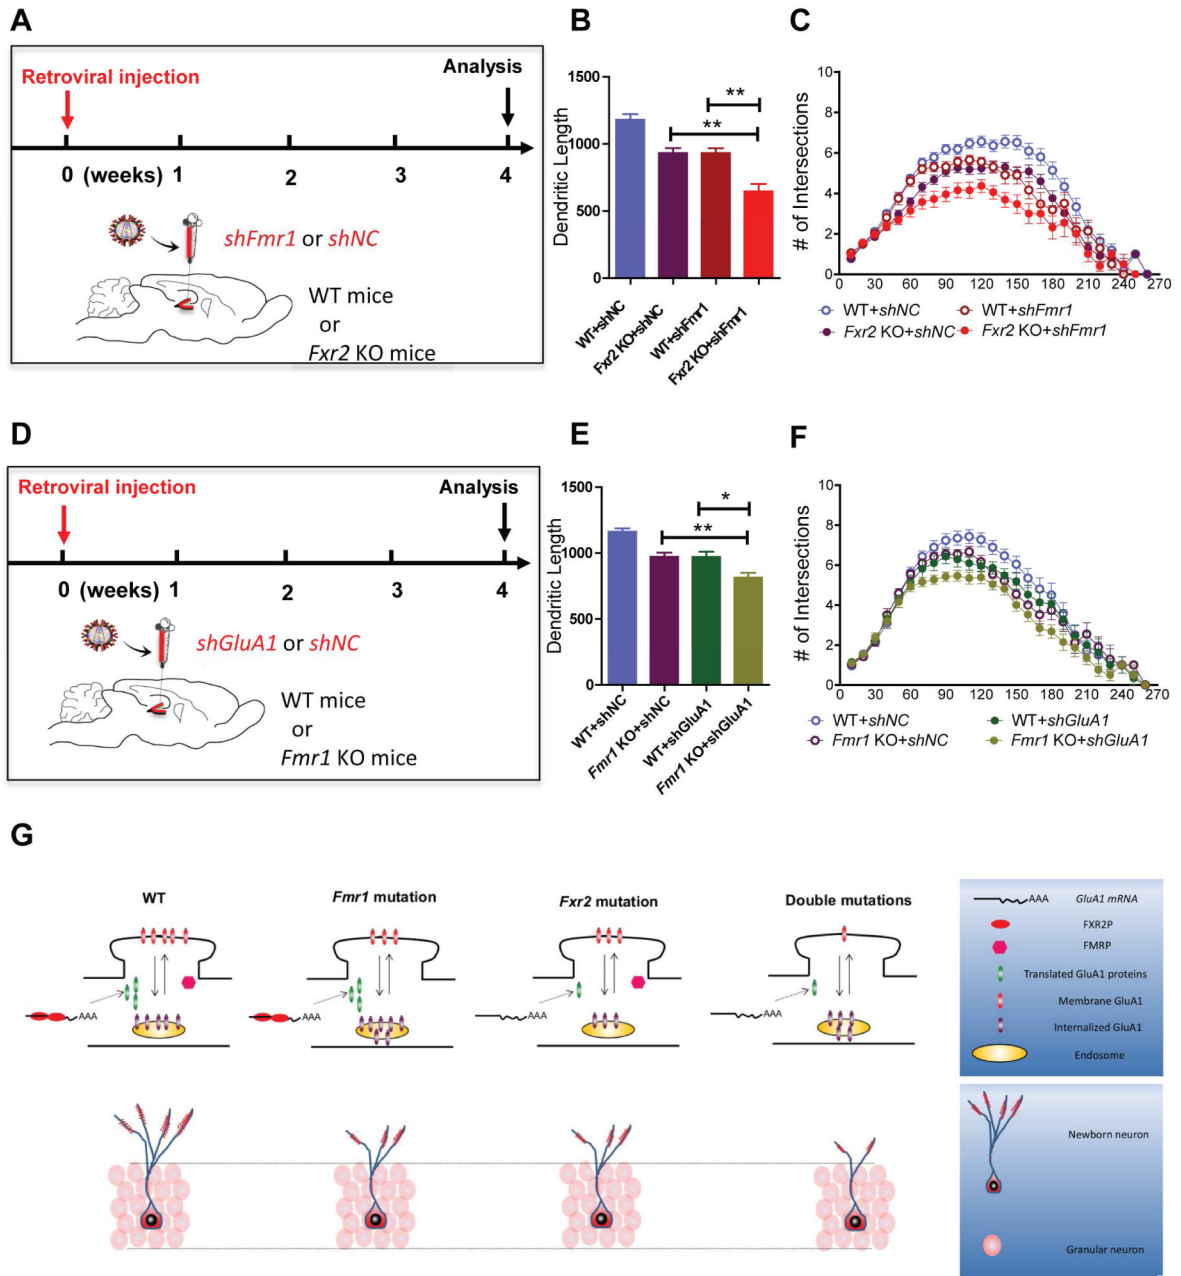 A
Retroviral injection
Analysis
0 (weeks) 1 2 3 4
shFmr1 or shNC
WT mice
or
Fxr2 KO mice
B
Dendritic Length
1500
1000
500
0
**
**
WT+shNC
Fxr2 KO+shNC
WT+shFmr1
Fxr2 KO+shFmr1
C
# of Intersections
10
8
6
4
2
0
0 30 60 90 120 150 180 210 240 270
WT+shNC WT+shFmr1
Fxr2 KO+shNC Fxr2 KO+shFmr1
D
Retroviral injection
Analysis
0 (weeks) 1 2 3 4
shGluA1 or shNC
WT mice
or
Fmr1 KO mice
E
Dendritic Length
1500
1000
500
0
*
**
WT+shNC
Fmr1 KO+shNC
WT+shGluA1
Fmr1 KO+shGluA1
F
# of Intersections
10
8
6
4
2
0
0 30 60 90 120 150 180 210 240 270
WT+shNC WT+shGluA1
Fmr1 KO+shNC Fmr1 KO+shGluA1
G
WT Fmr1 mutation Fxr2 mutation Double mutations
AAA AAA AAA AAA
AAA GluA1 mRNA
FXR2P
FMRP
Translated GluA1 proteins
Membrane GluA1
Internalized GluA1
Endosome
Newborn neuron
Granular neuron